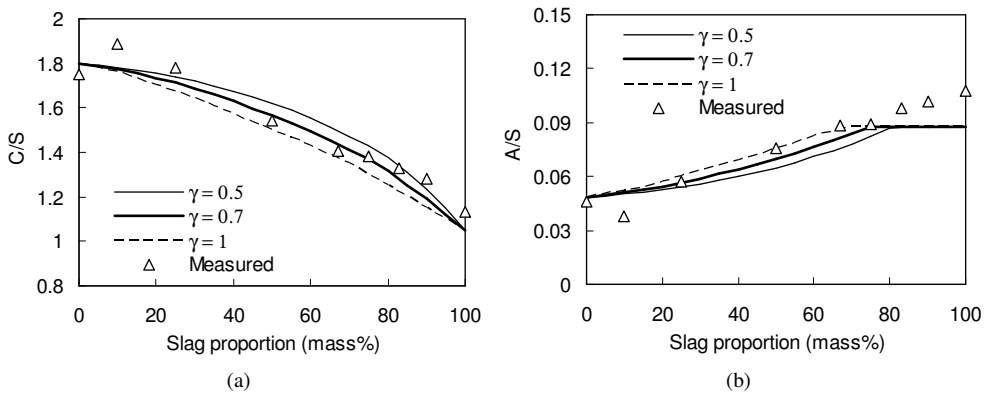 2
1.8
1.6
1.4
1.2
1
0.8
C/S
γ = 0.5
γ = 0.7
γ = 1
Measured
0 20 40 60 80 100
Slag proportion (mass%)
(a)
0.15
0.12
0.09
0.06
0.03
0
A/S
γ = 0.5
γ = 0.7
γ = 1
Measured
0 20 40 60 80 100
Slag proportion (mass%)
(b)